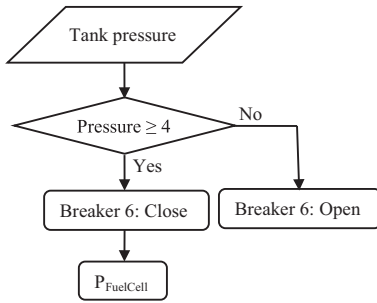 Tank pressure
Pressure ≥ 4
No
Yes
Breaker 6: Close
Breaker 6: Open
P_FuelCell